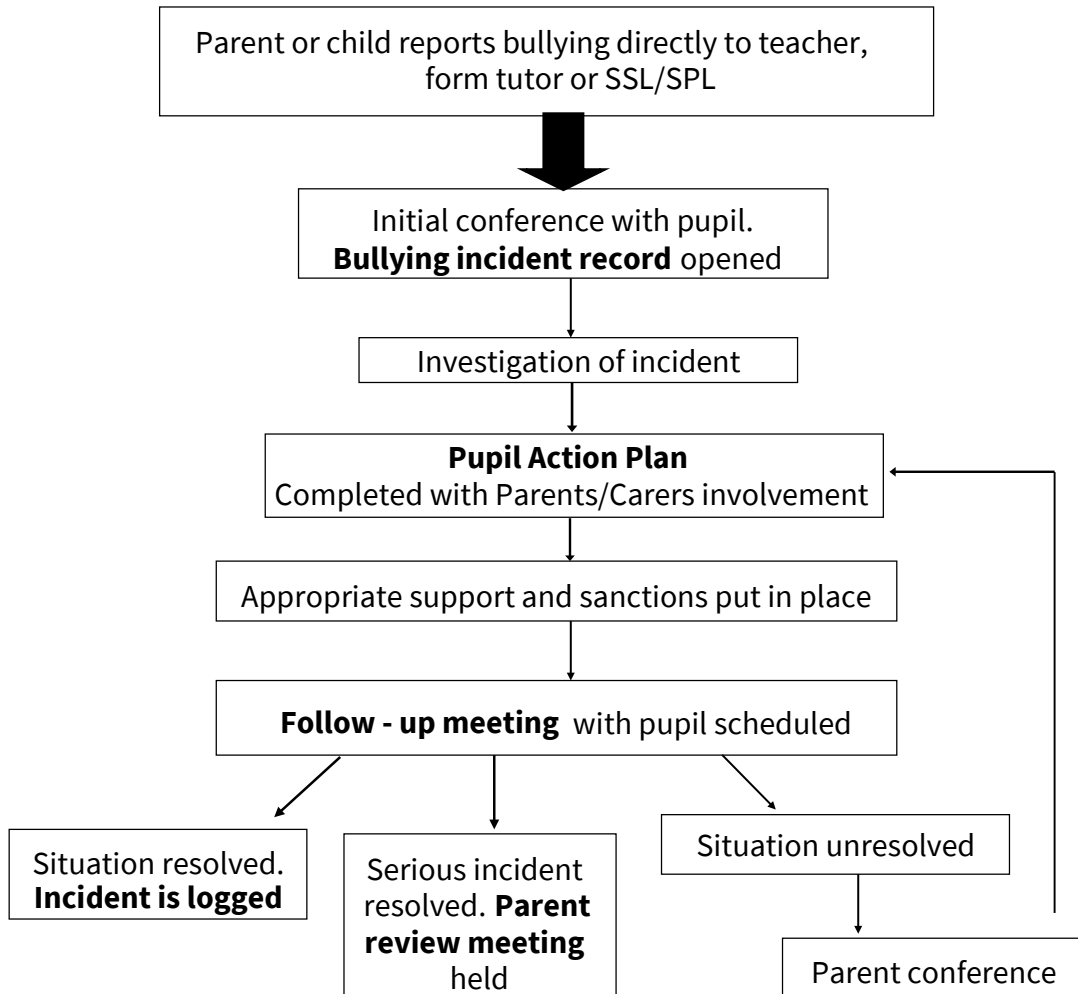 Parent or child reports bullying directly to teacher,
form tutor or SSL/SPL
Initial conference with pupil.
Bullying incident record opened
Investigation of incident
Pupil Action Plan
Completed with Parents/Carers involvement
Appropriate support and sanctions put in place
Follow - up meeting with pupil scheduled
Situation resolved.
Incident is logged
Serious incident
resolved. Parent
review meeting
held
Situation unresolved
Parent conference